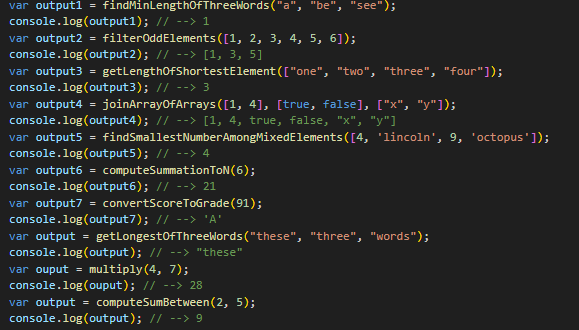 var output1 = findMinLengthOfThreeWords("a", "be", "see");
console.log(output1); // --> 1
var output2 = filterOddElements([1, 2, 3, 4, 5, 6]);
console.log(output2); // --> [1, 3, 5]
var output3 = getLengthOfShortestElement(["one", "two", "three", "four"]);
console.log(output3); // --> 3
var output4 = joinArrayOfArrays([1, 4], [true, false], ["x", "y"]);
console.log(output4); // --> [1, 4, true, false, "x", "y"]
var output5 = findSmallestNumberAmongMixedElements([4, 'lincoln', 9, 'octopus']);
console.log(output5); // --> 4
var output6 = computeSummationToN(6);
console.log(output6); // --> 21
var output7 = convertScoreToGrade(91);
console.log(output7); // --> 'A'
var output = getLongestOfThreeWords("these", "three", "words");
console.log(output); // --> "these"
var ouput = multiply(4, 7);
console.log(ouput); // --> 28
var output = computeSumBetween(2, 5);
console.log(output); // --> 9